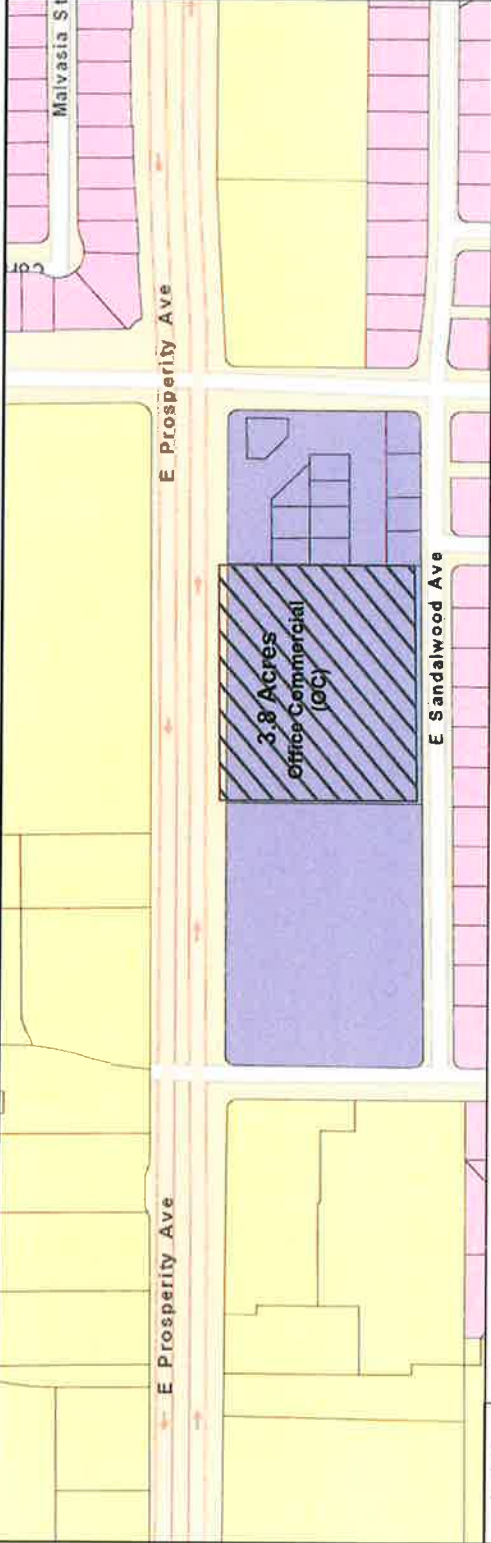 Malvasia St
E Prosperity Ave
3.8 Acres
Office Commercial
(OC)
E Sandalwood Ave
E Prosperity Ave